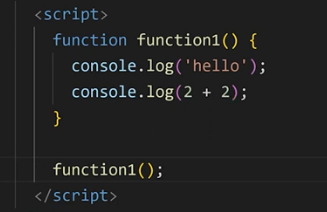 <script>
function function1() {
console.log('hello');
console.log(2 + 2);
}
function1();
</script>